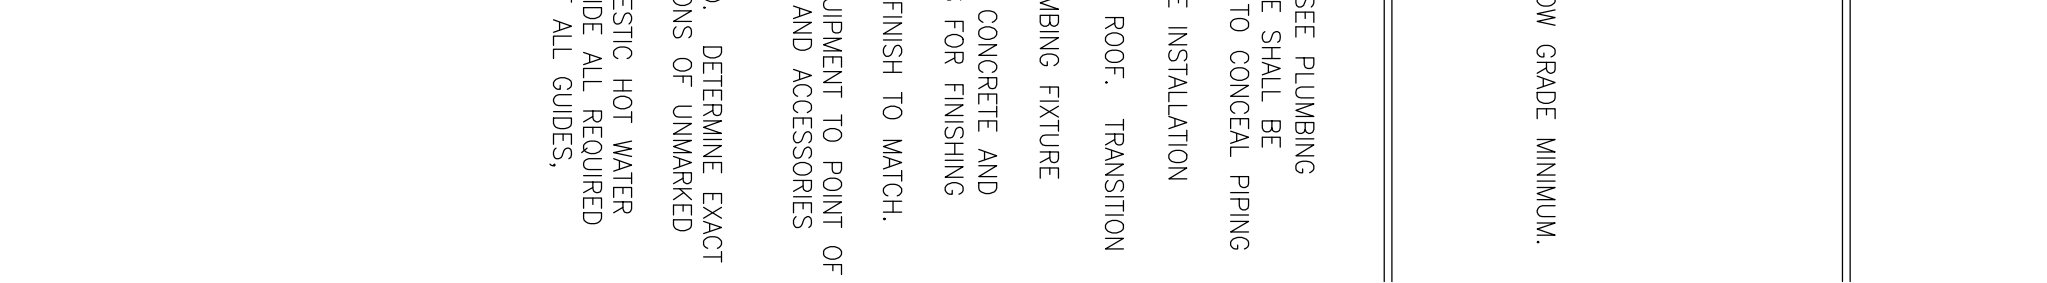 OW GRADE MINIMUM.
SEE PLUMBING
E SHALL BE
TO CONCEAL PIPING
E INSTALLATION
ROOF. TRANSITION
MBING FIXTURE
CONCRETE AND
S FOR FINISHING
FINISH TO MATCH.
UIPMENT TO POINT OF
AND ACCESSORIES
D. DETERMINE EXACT
ONS OF UNMARKED
ESTIC HOT WATER
IDE ALL REQUIRED
ALL GUIDES,